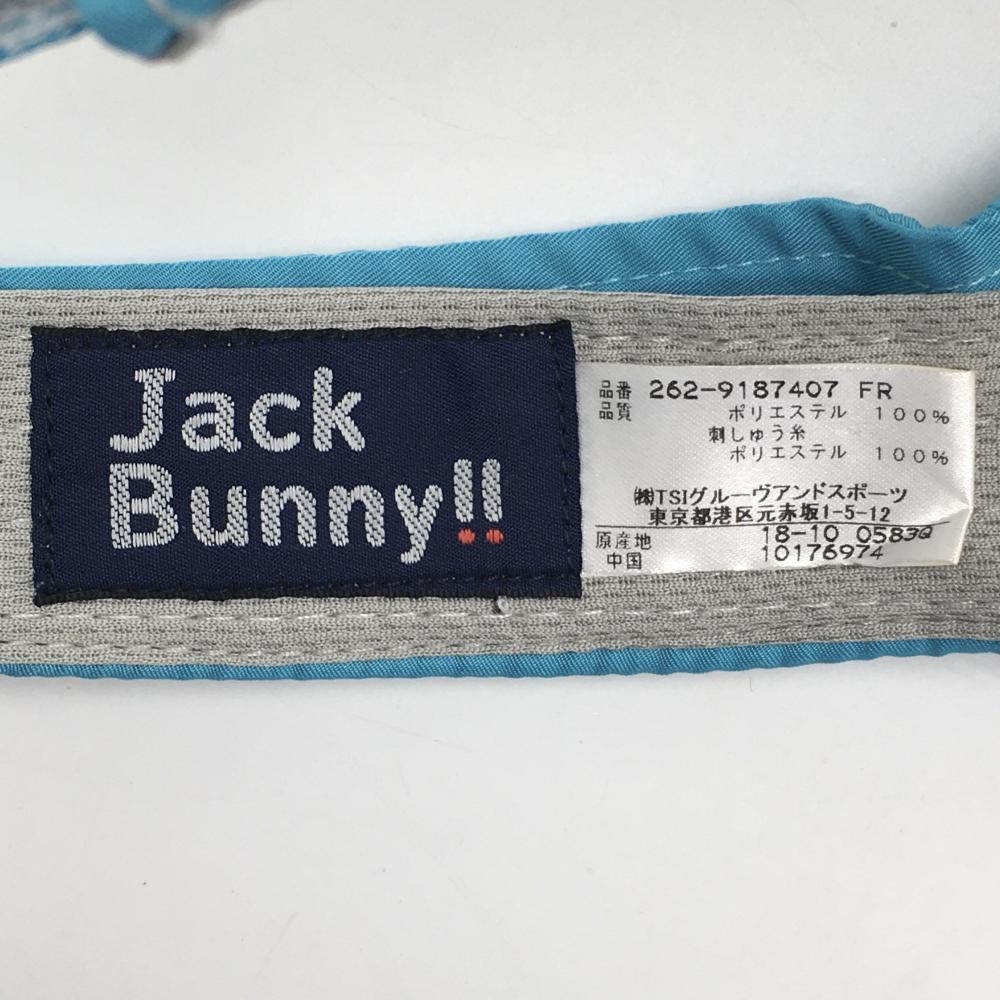 Jack
Bunny!!
品番 262-9187407 FR
品質 ポリエステル 100%
刺しゅう糸
ポリエステル 100%
㈱TSIグルーヴアンドスポーツ
東京都港区元赤坂1-5-12
原産地 18-10 0583Q
中国 10176974